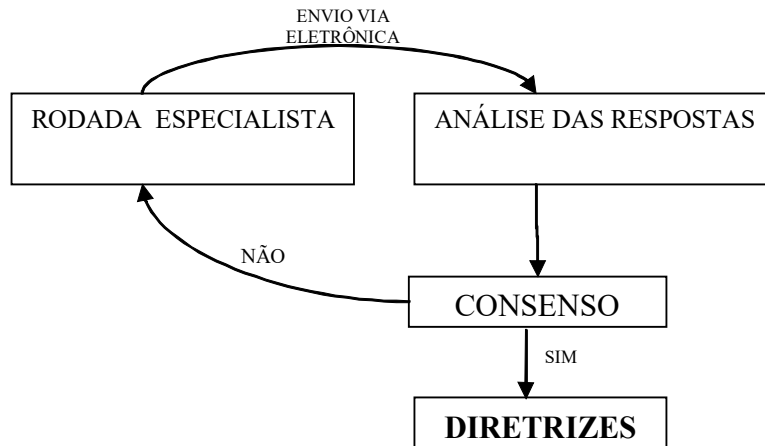 ENVIO VIA
ELETRÔNICA
RODADA ESPECIALISTA
ANÁLISE DAS RESPOSTAS
NÃO
CONSENSO
SIM
DIRETRIZES